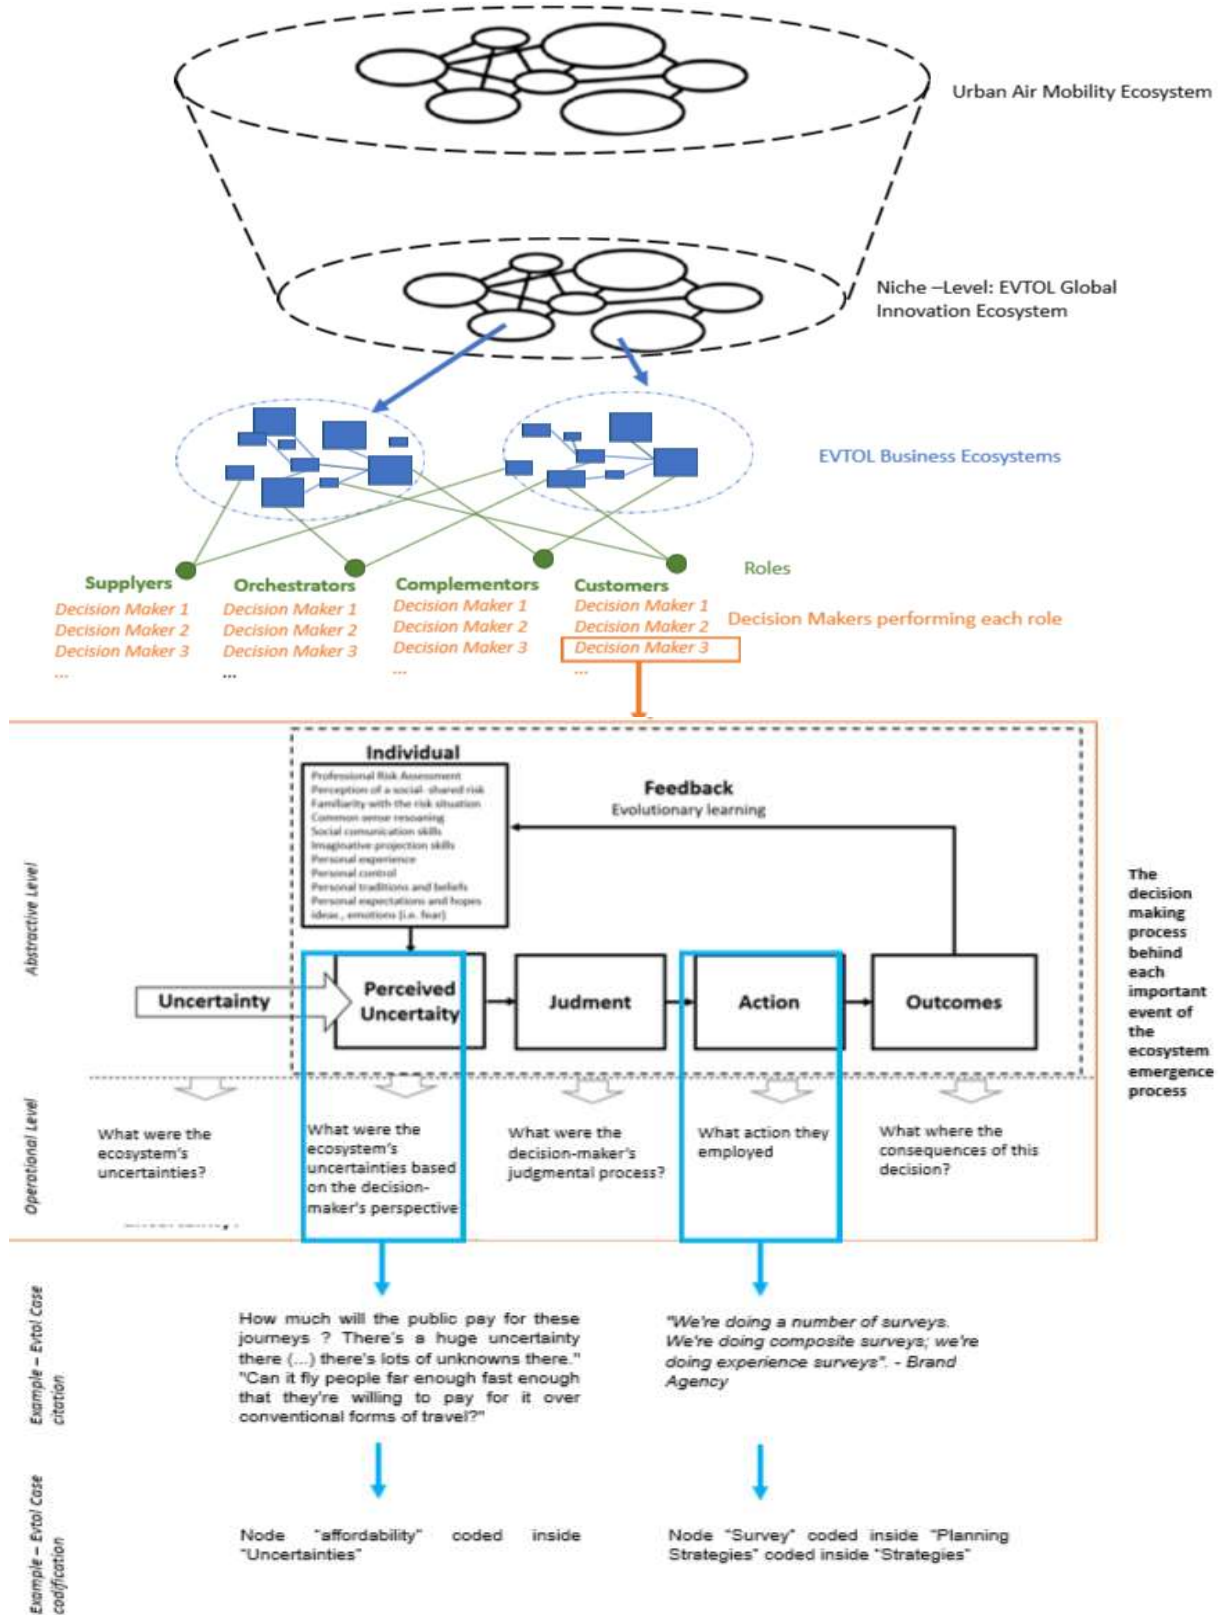 Urban Air Mobility Ecosystem
Niche –Level: EVTOL Global
Innovation Ecosystem
EVTOL Business Ecosystems
Roles
Supplyers
Orchestrators
Complementors
Customers
Decision Maker 1
Decision Maker 2
Decision Maker 3
...
Decision Maker 1
Decision Maker 2
Decision Maker 3
...
Decision Maker 1
Decision Maker 2
Decision Maker 3
...
Decision Maker 1
Decision Maker 2
Decision Maker 3
...
Decision Makers performing each role
Abstractive Level
Individual
Professional Risk Assessment
Perception of a social- shared risk
Familiarity with the risk situation
Common sense resoaning
Social comunication skills
Imaginative projection skills
Personal experience
Personal control
Personal traditions and beliefs
Personal expectations and hopes
ideas , emotions (i.e. fear)
Feedback
Evolutionary learning
Uncertainty
Perceived
Uncertaity
Judment
Action
Outcomes
The
decision
making
process
behind
each
important
event of
the
ecosystem
emergence
process
Operational Level
What were the
ecosystem's
uncertainties?
What were the
ecosystem's
uncertainties based
on the decision-
maker's perspective
What were the
decision-maker's
judgmental process?
What action they
employed
What where the
consequences of this
decision?
Example – Evtol Case
citation
How much will the public pay for these
journeys ? There's a huge uncertainty
there (...) there's lots of unknowns there."
"Can it fly people far enough fast enough
that they're willing to pay for it over
conventional forms of travel?"
"We're doing a number of surveys.
We're doing composite surveys; we're
doing experience surveys". - Brand
Agency
Example – Evtol Case
codification
Node "affordability" coded inside
"Uncertainties"
Node "Survey" coded inside "Planning
Strategies" coded inside "Strategies"